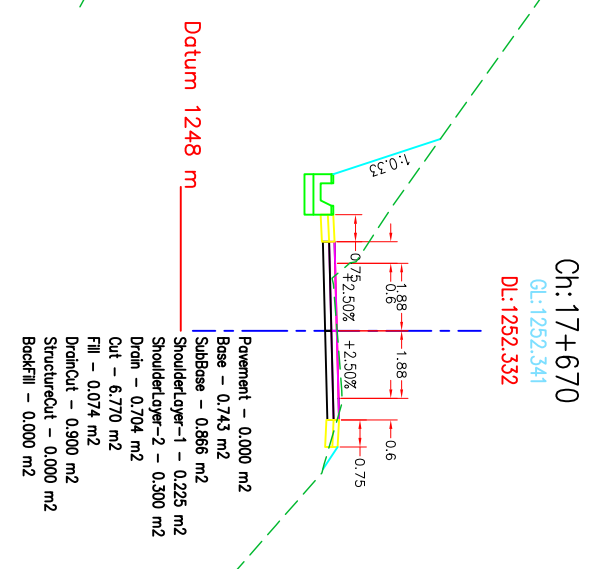 Ch:17+670
GL:1252.341
DL:1252.332
1:0.33
0.75
0.6
1.88
1.88
0.6
0.75
+2.50%
+2.50%
Datum 1248 m
Pavement - 0.000 m2
Base - 0.743 m2
SubBase - 0.866 m2
ShoulderLayer-1 - 0.225 m2
ShoulderLayer-2 - 0.300 m2
Drain - 0.704 m2
Cut - 6.770 m2
Fill - 0.074 m2
DrainCut - 0.900 m2
StructureCut - 0.000 m2
BackFill - 0.000 m2